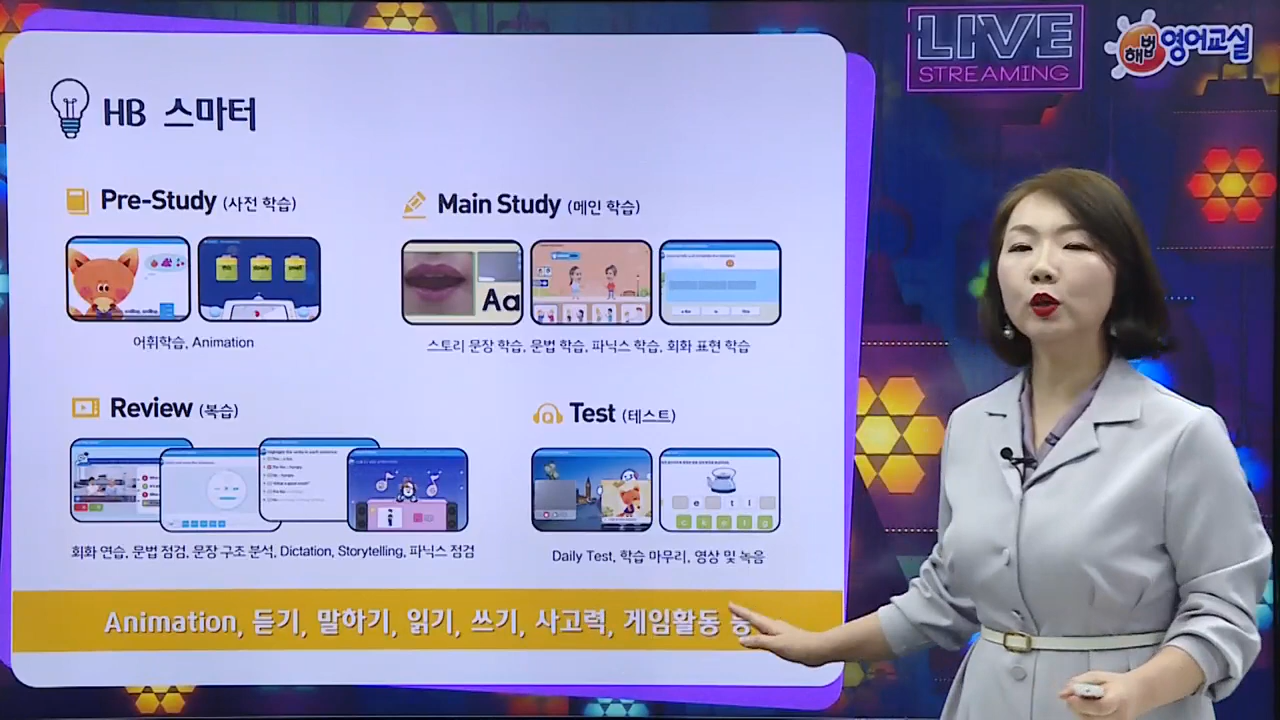 LIVE
STREAMING
해법
영어교실
HB 스마터
Pre-Study (사전 학습)
어휘학습, Animation
Main Study (메인 학습)
Aa
스토리 문장 학습, 문법 학습, 파닉스 학습, 회화 표현 학습
Review (복습)
회화 연습, 문법 점검, 문장 구조 분석, Dictation, Storytelling, 파닉스 점검
Test (테스트)
e t l
c k o l g
Daily Test, 학습 마무리, 영상 및 녹음
Animation, 듣기, 말하기, 읽기, 쓰기, 사고력, 게임활동 등